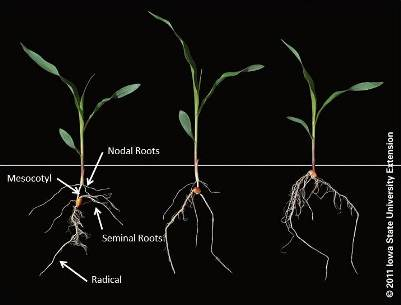 Nodal Roots
Mesocotyl
Seminal Roots
Radical
© 2011 Iowa State University Extension